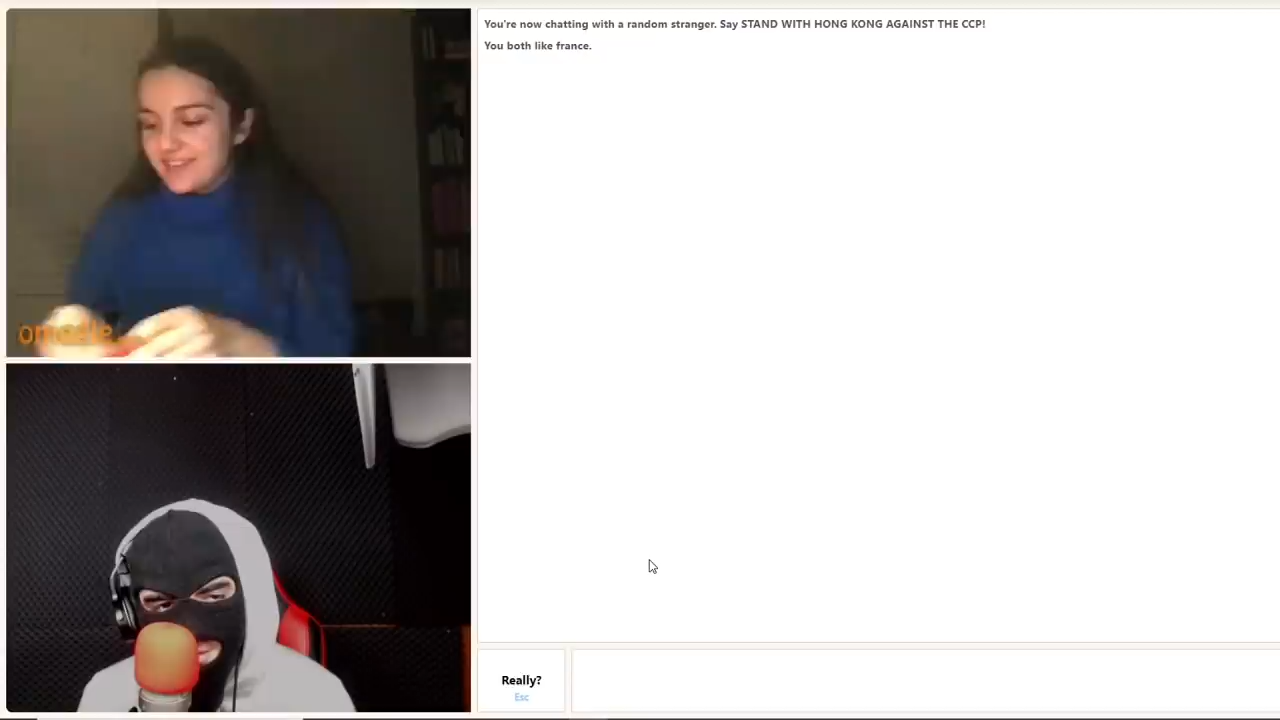 You're now chatting with a random stranger. Say STAND WITH HONG KONG AGAINST THE CCP!
You both like france.
omegle
Really?
Esc